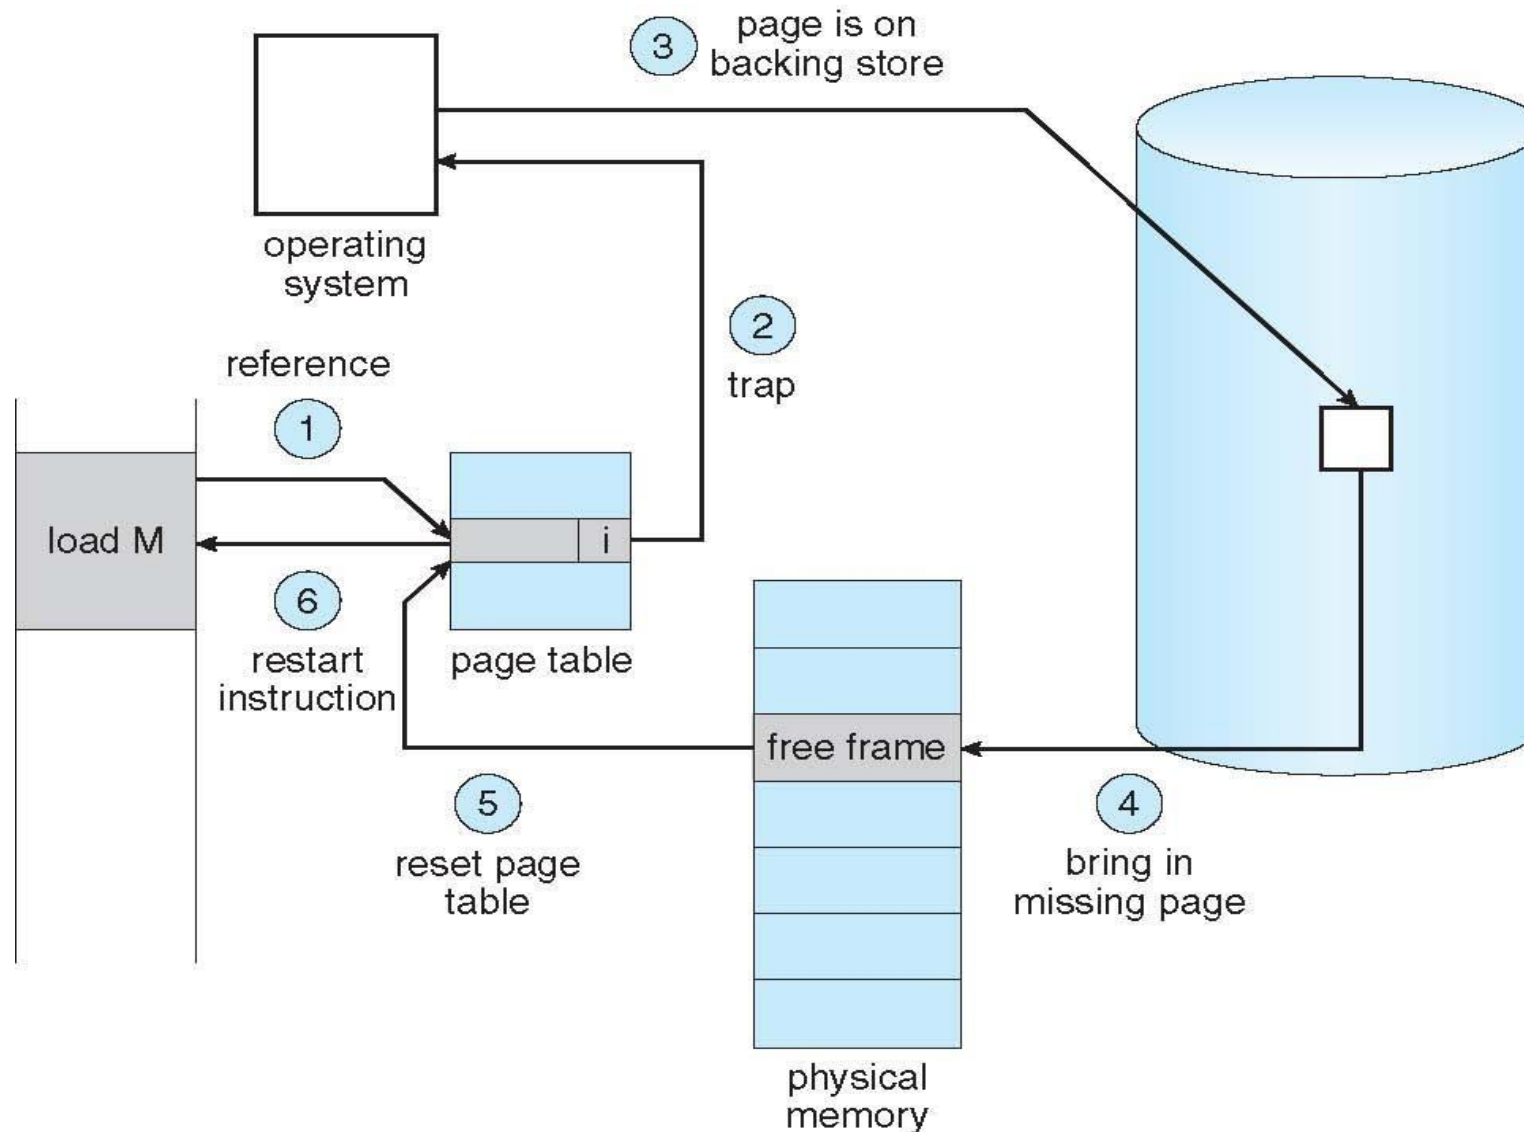 3
page is on
backing store
operating
system
2
trap
reference
1
load M
i
6
restart
instruction
page table
free frame
5
reset page
table
4
bring in
missing page
physical
memory